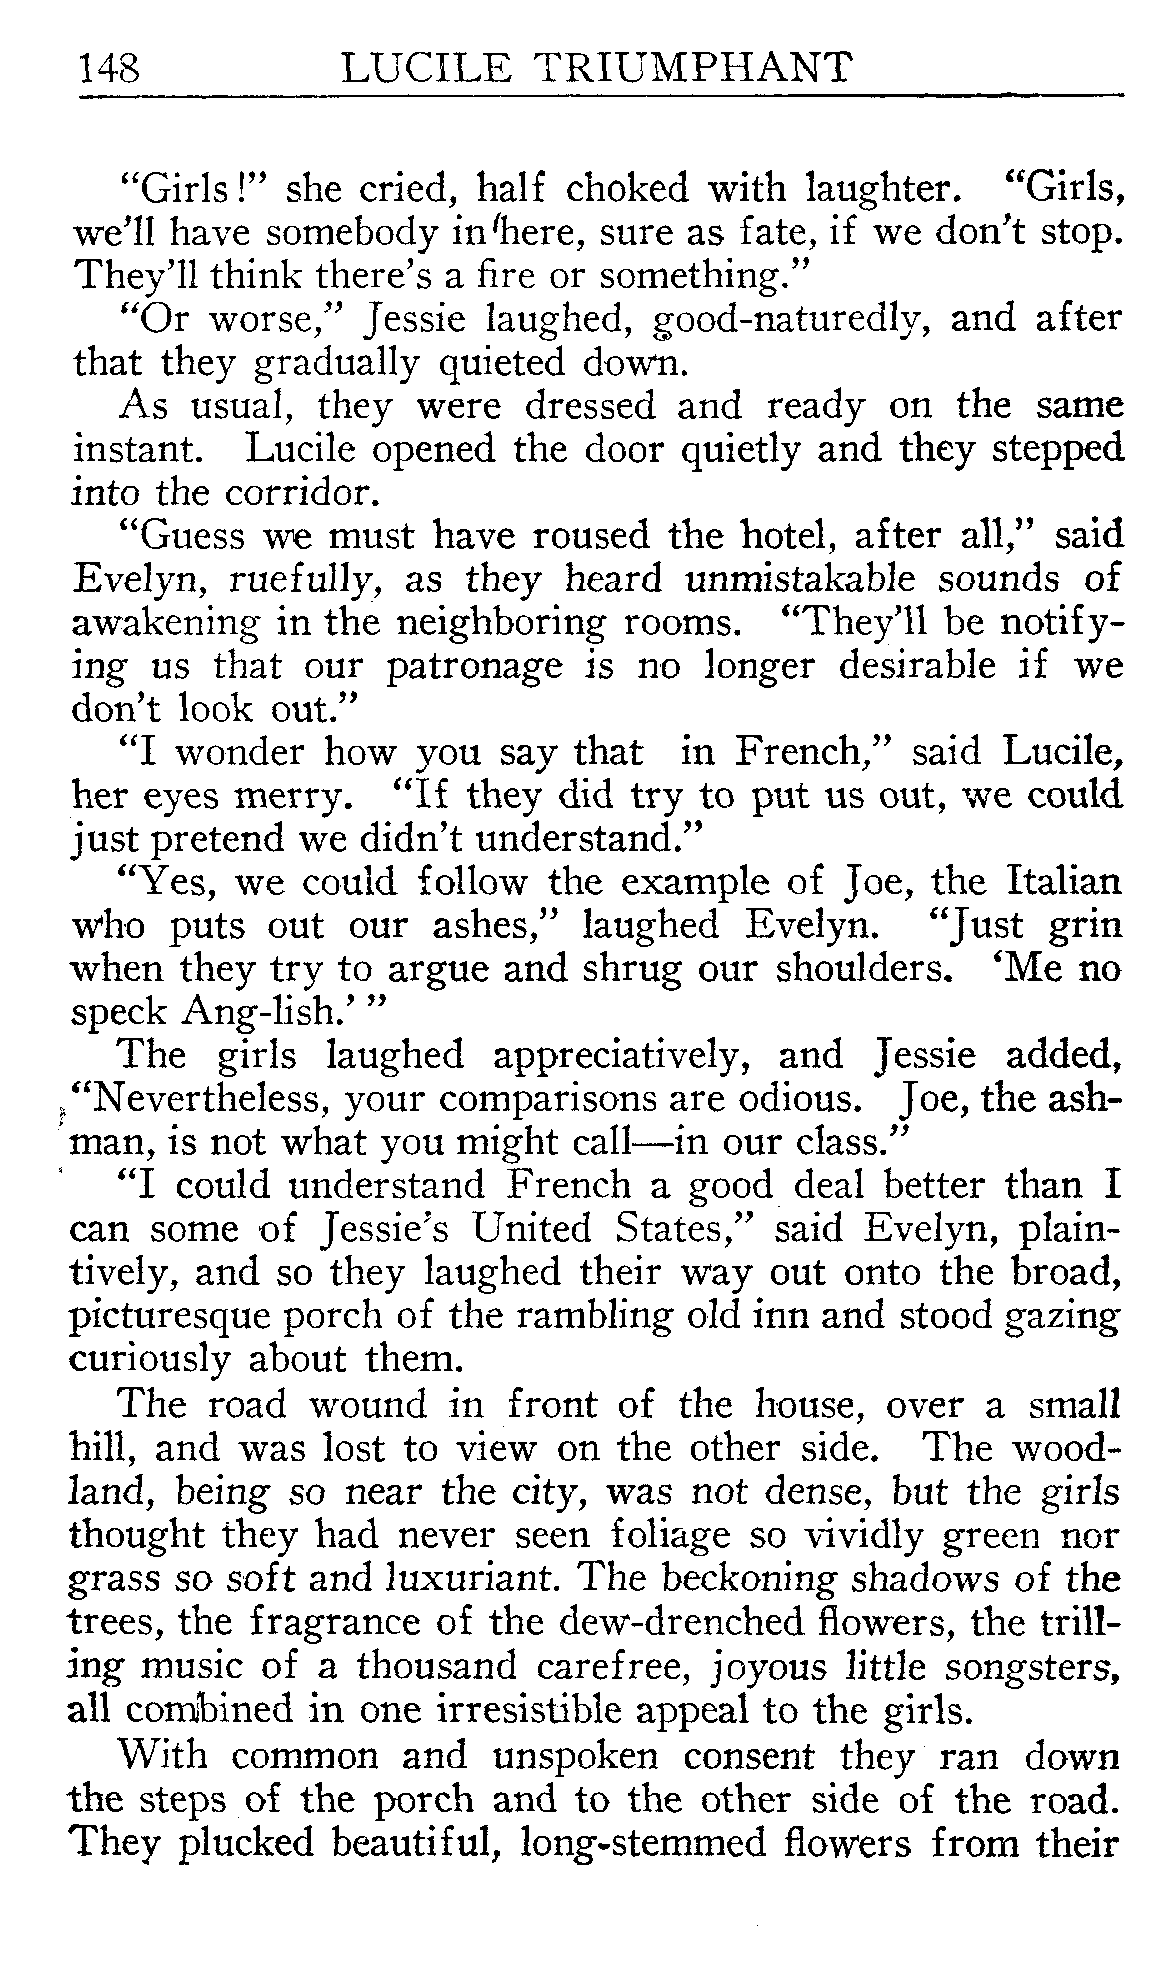 148 LUCILE TRIUMPHANT
“Girls!” she cried, half choked with laughter. “Girls,
we’ll have somebody in here, sure as fate, if we don’t stop.
They’ll think there’s a fire or something.”
“Or worse,” Jessie laughed, good-naturedly, and after
that they gradually quieted down.
As usual, they were dressed and ready on the same
instant. Lucile opened the door quietly and they stepped
into the corridor.
“Guess we must have roused the hotel, after all,” said
Evelyn, ruefully, as they heard unmistakable sounds of
awakening in the neighboring rooms. “They’ll be notify-
ing us that our patronage is no longer desirable if we
don’t look out.”
“I wonder how you say that in French,” said Lucile,
her eyes merry. “If they did try to put us out, we could
just pretend we didn’t understand.”
“Yes, we could follow the example of Joe, the Italian
who puts out our ashes,” laughed Evelyn. “Just grin
when they try to argue and shrug our shoulders. ‘Me no
speck Ang-lish.’ ”
The girls laughed appreciatively, and Jessie added,
“Nevertheless, your comparisons are odious. Joe, the ash-
man, is not what you might call—in our class.”
“I could understand French a good deal better than I
can some of Jessie’s United States,” said Evelyn, plain-
tively, and so they laughed their way out onto the broad,
picturesque porch of the rambling old inn and stood gazing
curiously about them.
The road wound in front of the house, over a small
hill, and was lost to view on the other side. The wood-
land, being so near the city, was not dense, but the girls
thought they had never seen foliage so vividly green nor
grass so soft and luxuriant. The beckoning shadows of the
trees, the fragrance of the dew-drenched flowers, the trill-
ing music of a thousand carefree, joyous little songsters,
all combined in one irresistible appeal to the girls.
With common and unspoken consent they ran down
the steps of the porch and to the other side of the road.
They plucked beautiful, long-stemmed flowers from their